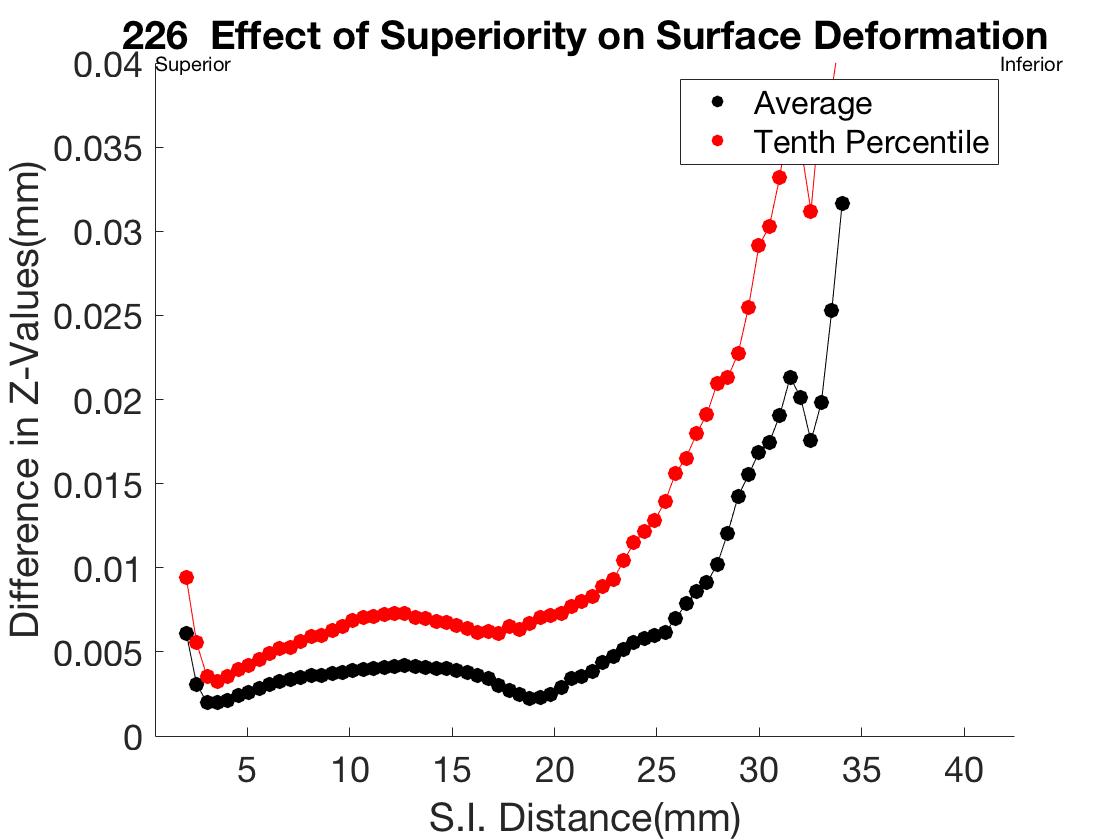 226 Effect of Superiority on Surface Deformation
Superior
Inferior
Average
Tenth Percentile
Difference in Z-Values(mm)
0.04
0.035
0.03
0.025
0.02
0.015
0.01
0.005
0
5 10 15 20 25 30 35 40
S.I. Distance(mm)